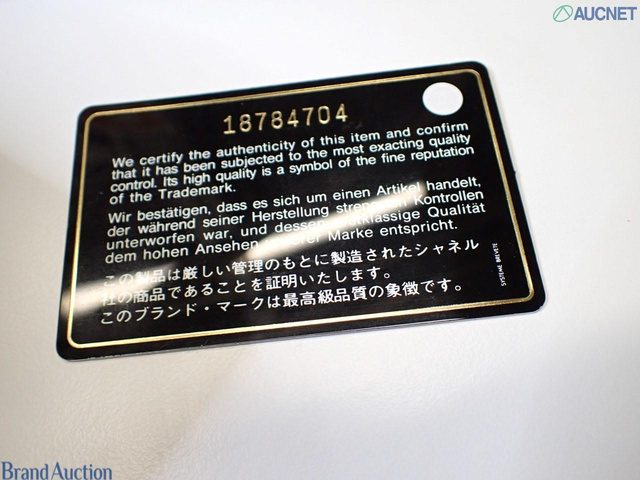 AUCNET
18784704
We certify the authenticity of this item and confirm
that it has been subjected to the most exacting quality
control. Its high quality is a symbol of the fine reputation
of the Trademark.
Wir bestätigen, dass es sich um einen Artikel handelt,
der während seiner Herstellung strengen Kontrollen
unterworfen war, und dessen erstklassige Qualität
dem hohen Ansehen unserer Marke entspricht.
この製品は厳しい管理のもとに製造されたシャネル
社の商品であることを証明いたします。
このブランド・マークは最高級品質の象徴です。
SYSTEME BREVETE
Brand Auction